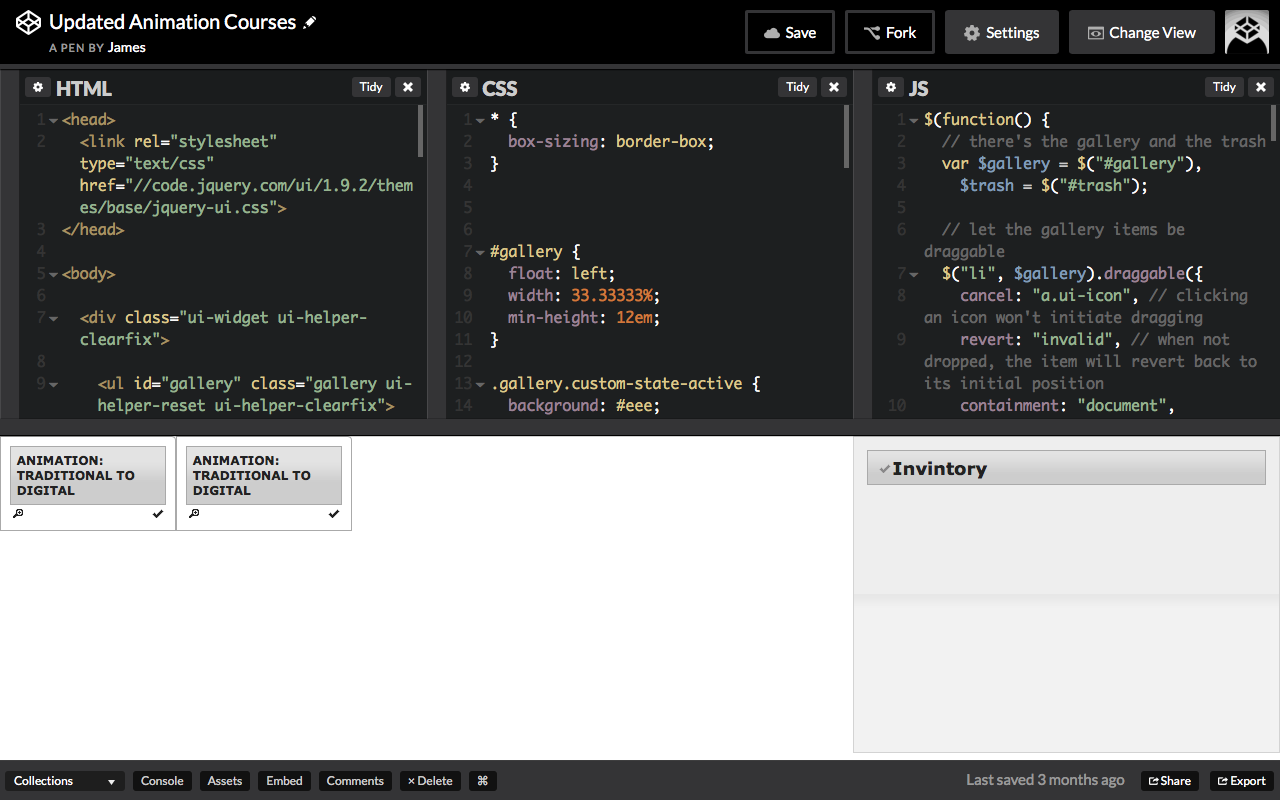 Updated Animation Courses
A PEN BY James
Save
Fork
Settings
Change View
HTML
Tidy
1 <head>
2 <link rel="stylesheet"
type="text/css"
href="//code.jquery.com/ui/1.9.2/them
es/base/jquery-ui.css">
3 </head>
4
5 <body>
6
7 <div class="ui-widget ui-helper-
clearfix">
8
9 <ul id="gallery" class="gallery ui-
helper-reset ui-helper-clearfix">
CSS
Tidy
1 * {
2 box-sizing: border-box;
3 }
4
5
6
7 #gallery {
8 float: left;
9 width: 33.33333%;
10 min-height: 12em;
11 }
12
13 .gallery.custom-state-active {
14 background: #eee;
JS
Tidy
1 $(function() {
2 // there's the gallery and the trash
3 var $gallery = $("#gallery"),
4 $trash = $("#trash");
5
6 // let the gallery items be
draggable
7 $("li", $gallery).draggable({
8 cancel: "a.ui-icon", // clicking
an icon won't initiate dragging
9 revert: "invalid", // when not
dropped, the item will revert back to
its initial position
10 containment: "document",
ANIMATION:
TRADITIONAL TO
DIGITAL
ANIMATION:
TRADITIONAL TO
DIGITAL
Invintory
Collections
Console
Assets
Embed
Comments
× Delete
⌘
Last saved 3 months ago
Share
Export